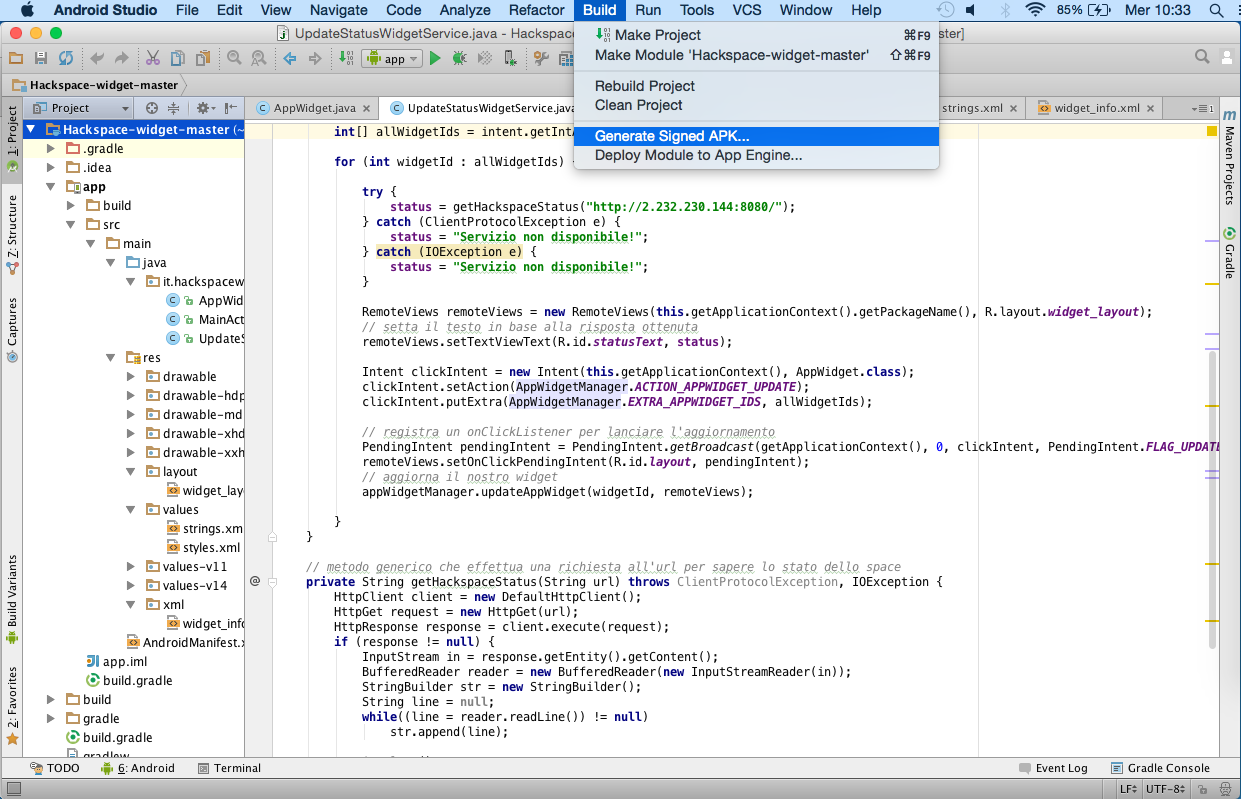 Android Studio File Edit View Navigate Code Analyze Refactor Build Run Tools VCS Window Help 85% Mer 10:33
UpdateStatusWidgetService.java - Hackspac
ster]
Make Project ⌘F9
Make Module 'Hackspace-widget-master' ⇧⌘F9
Rebuild Project
Clean Project
Generate Signed APK...
Deploy Module to App Engine...
app
Hackspace-widget-master
Project
AppWidget.java
UpdateStatusWidgetService.java
strings.xml
widget_info.xml
1: Project
Z: Structure
Captures
Build Variants
2: Favorites
Maven Projects
Gradle
Hackspace-widget-master (~
.gradle
.idea
app
build
src
main
java
it.hackspacew
AppWid
MainAct
UpdateS
res
drawable
drawable-hdp
drawable-md
drawable-xhd
drawable-xxh
layout
widget_lay
values
strings.xm
styles.xml
values-v11
values-v14
xml
widget_info
AndroidManifest.x
app.iml
build.gradle
build
gradle
build.gradle
gradlew
int[] allWidgetIds = intent.getIntA
for (int widgetId : allWidgetIds)
try {
status = getHackspaceStatus("http://2.232.230.144:8080/");
} catch (ClientProtocolException e) {
status = "Servizio non disponibile!";
} catch (IOException e) {
status = "Servizio non disponibile!";
}
RemoteViews remoteViews = new RemoteViews(this.getApplicationContext().getPackageName(), R.layout.widget_layout);
// setta il testo in base alla risposta ottenuta
remoteViews.setTextViewText(R.id.statusText, status);
Intent clickIntent = new Intent(this.getApplicationContext(), AppWidget.class);
clickIntent.setAction(AppWidgetManager.ACTION_APPWIDGET_UPDATE);
clickIntent.putExtra(AppWidgetManager.EXTRA_APPWIDGET_IDS, allWidgetIds);
// registra un onClickListener per lanciare l'aggiornamento
PendingIntent pendingIntent = PendingIntent.getBroadcast(getApplicationContext(), 0, clickIntent, PendingIntent.FLAG_UPDATE
remoteViews.setOnClickPendingIntent(R.id.layout, pendingIntent);
// aggiorna il nostro widget
appWidgetManager.updateAppWidget(widgetId, remoteViews);
}
}
// metodo generico che effettua una richiesta all'url per sapere lo stato dello space
@ private String getHackspaceStatus(String url) throws ClientProtocolException, IOException {
HttpClient client = new DefaultHttpClient();
HttpGet request = new HttpGet(url);
HttpResponse response = client.execute(request);
if (response != null) {
InputStream in = response.getEntity().getContent();
BufferedReader reader = new BufferedReader(new InputStreamReader(in));
StringBuilder str = new StringBuilder();
String line = null;
while((line = reader.readLine()) != null)
str.append(line);
TODO 6: Android Terminal Event Log Gradle Console
LF UTF-8